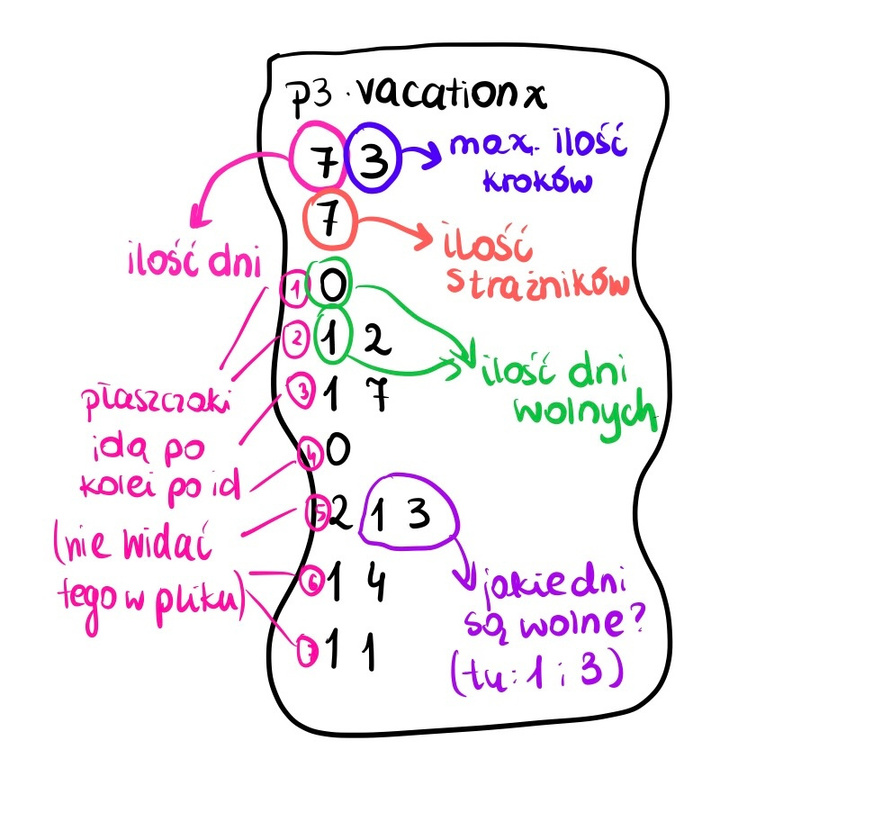 p3.vacationx
7 3
max. ilość
kroków
7
ilość dni
ilość
strażników
1 0
2 1 2
ilość dni
wolnych
3 1 7
płaszczaki
idą po
kolei po id
(nie widać
tego w pliku)
4 0
5 2 1 3
6 1 4
jakie dni
są wolne?
(tu: 1 i 3)
7 1 1